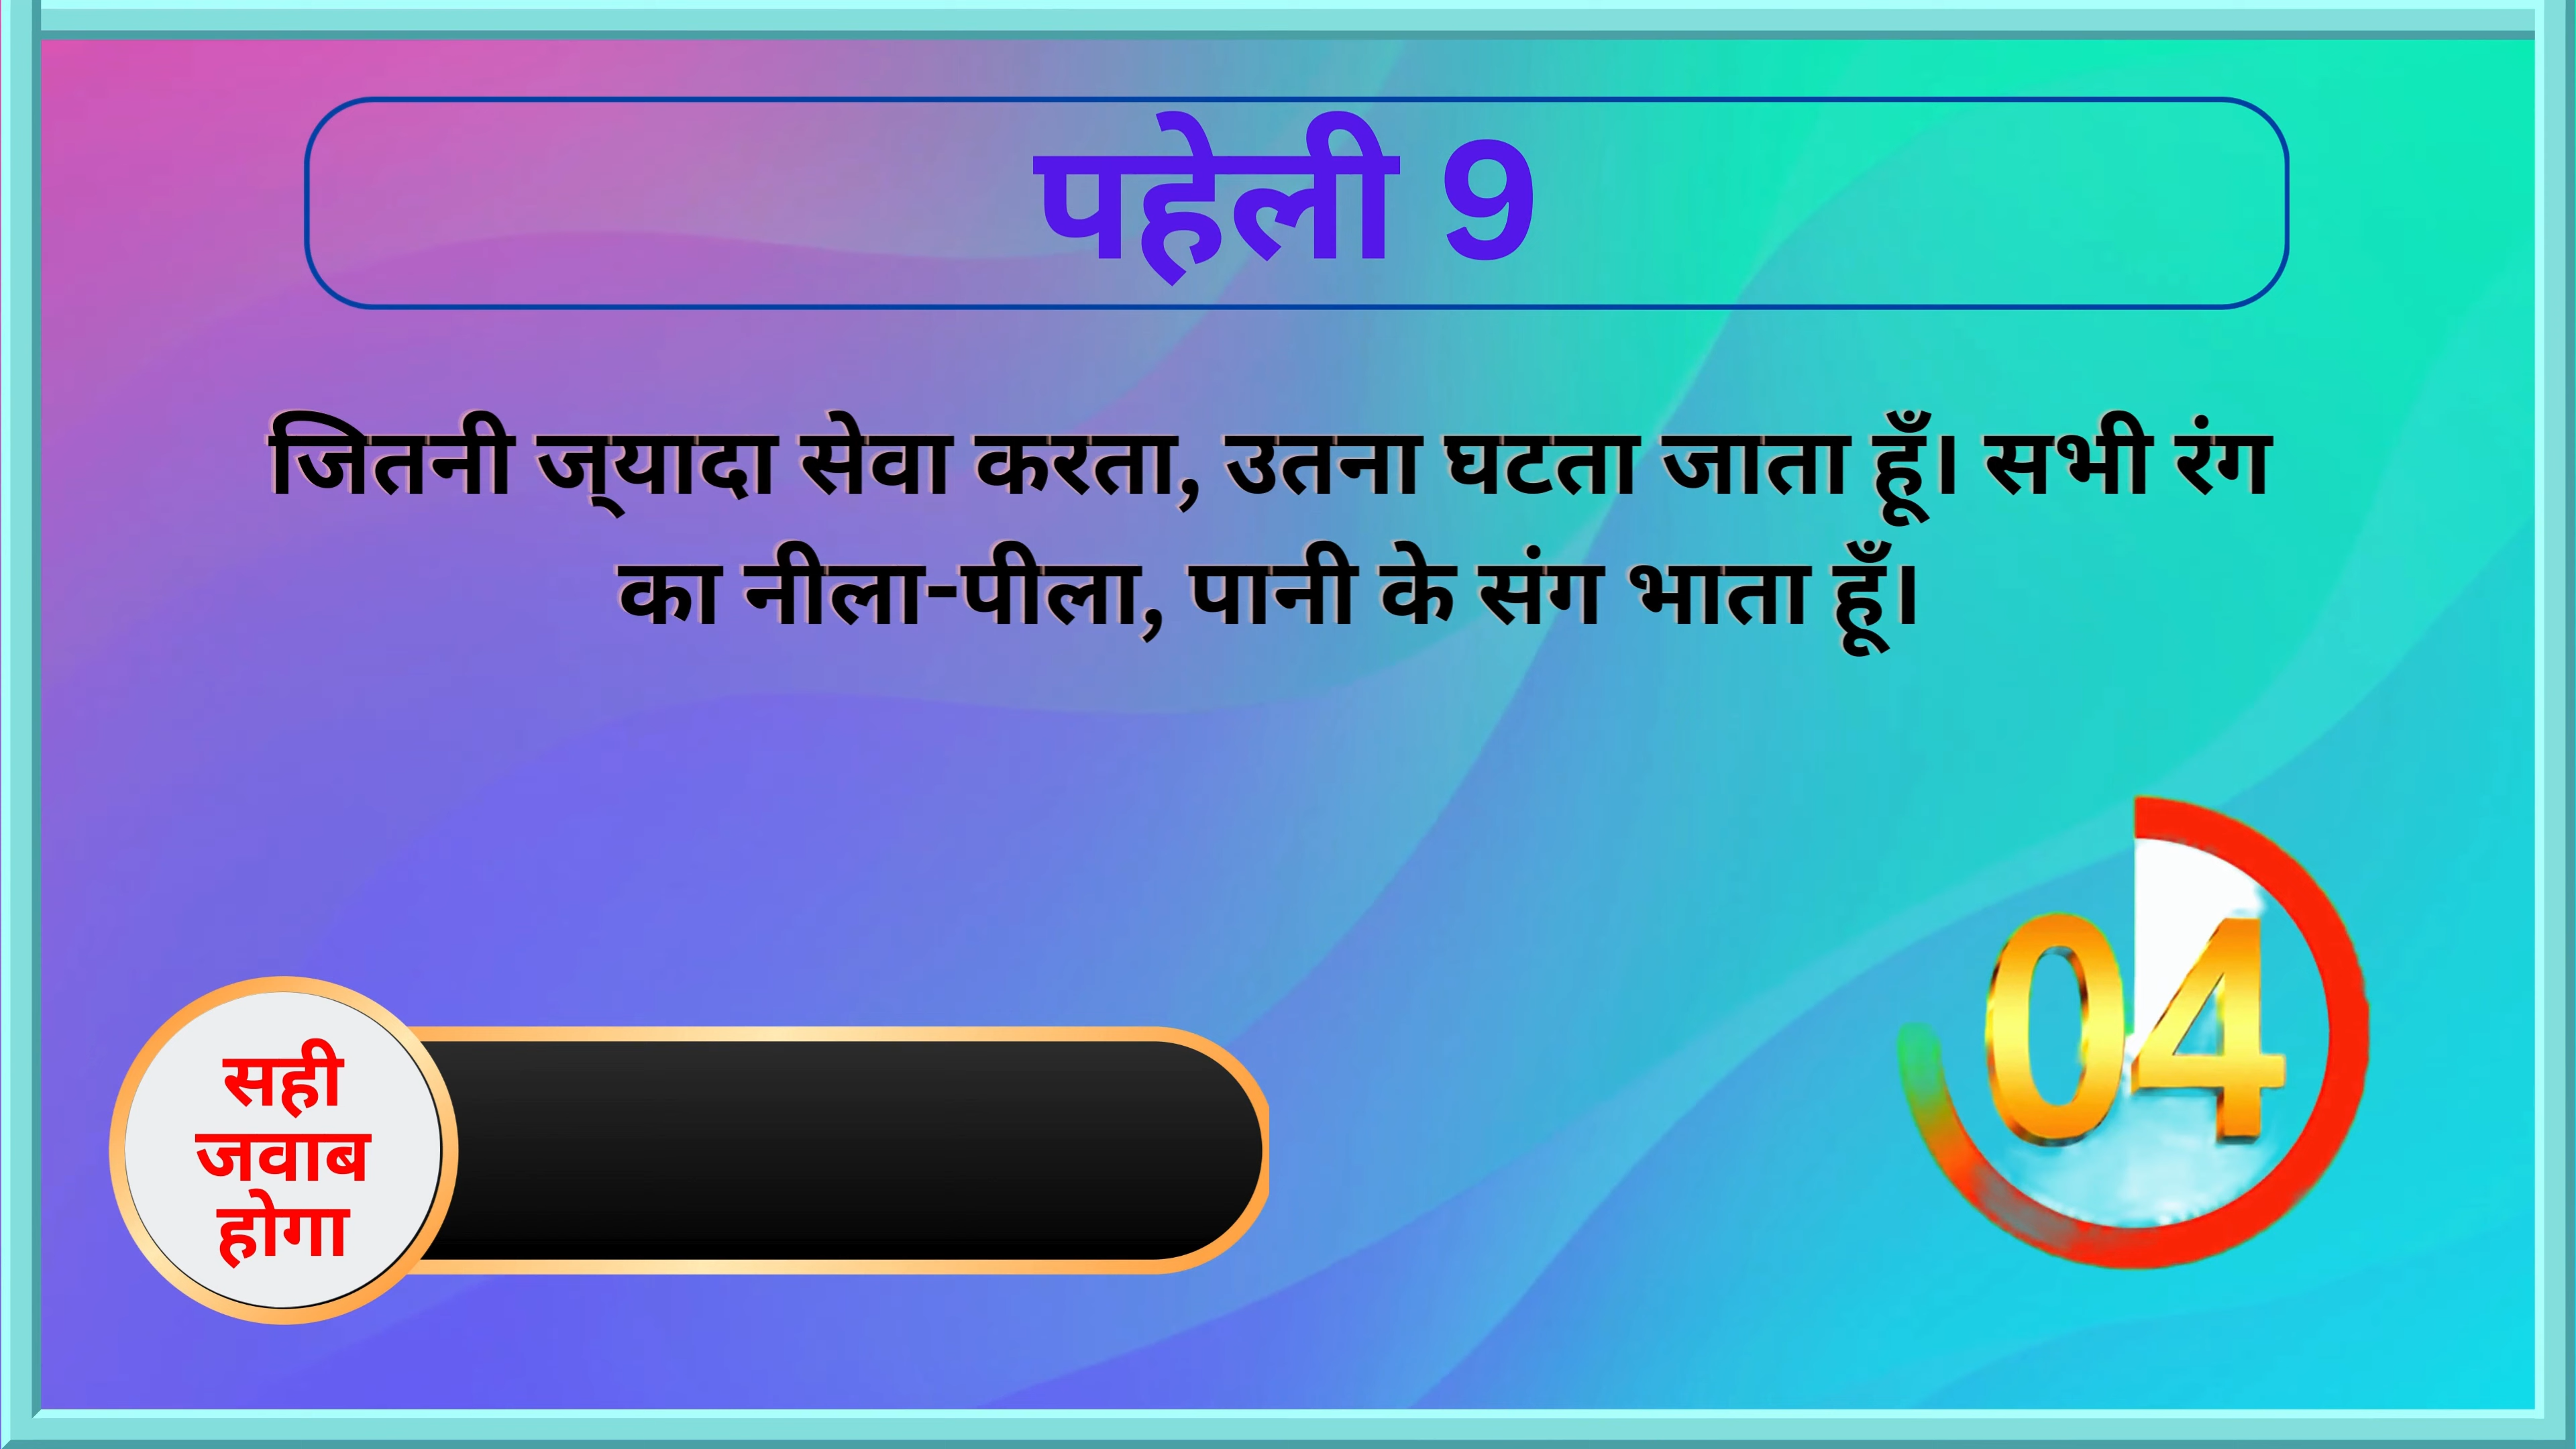 पहेली 9
जितनी ज्‌यादा सेवा करता, उतना घटता जाता हूँ। सभी रंग
का नीला-पीला, पानी के संग भाता हूँ।
04
सही
जवाब
होगा